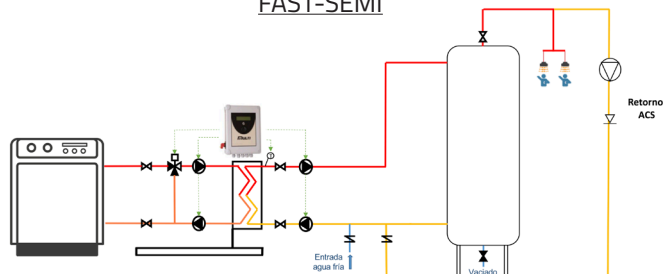 FAST-SEMI
Retorno
ACS
T
Entrada
agua fría
Vaciado